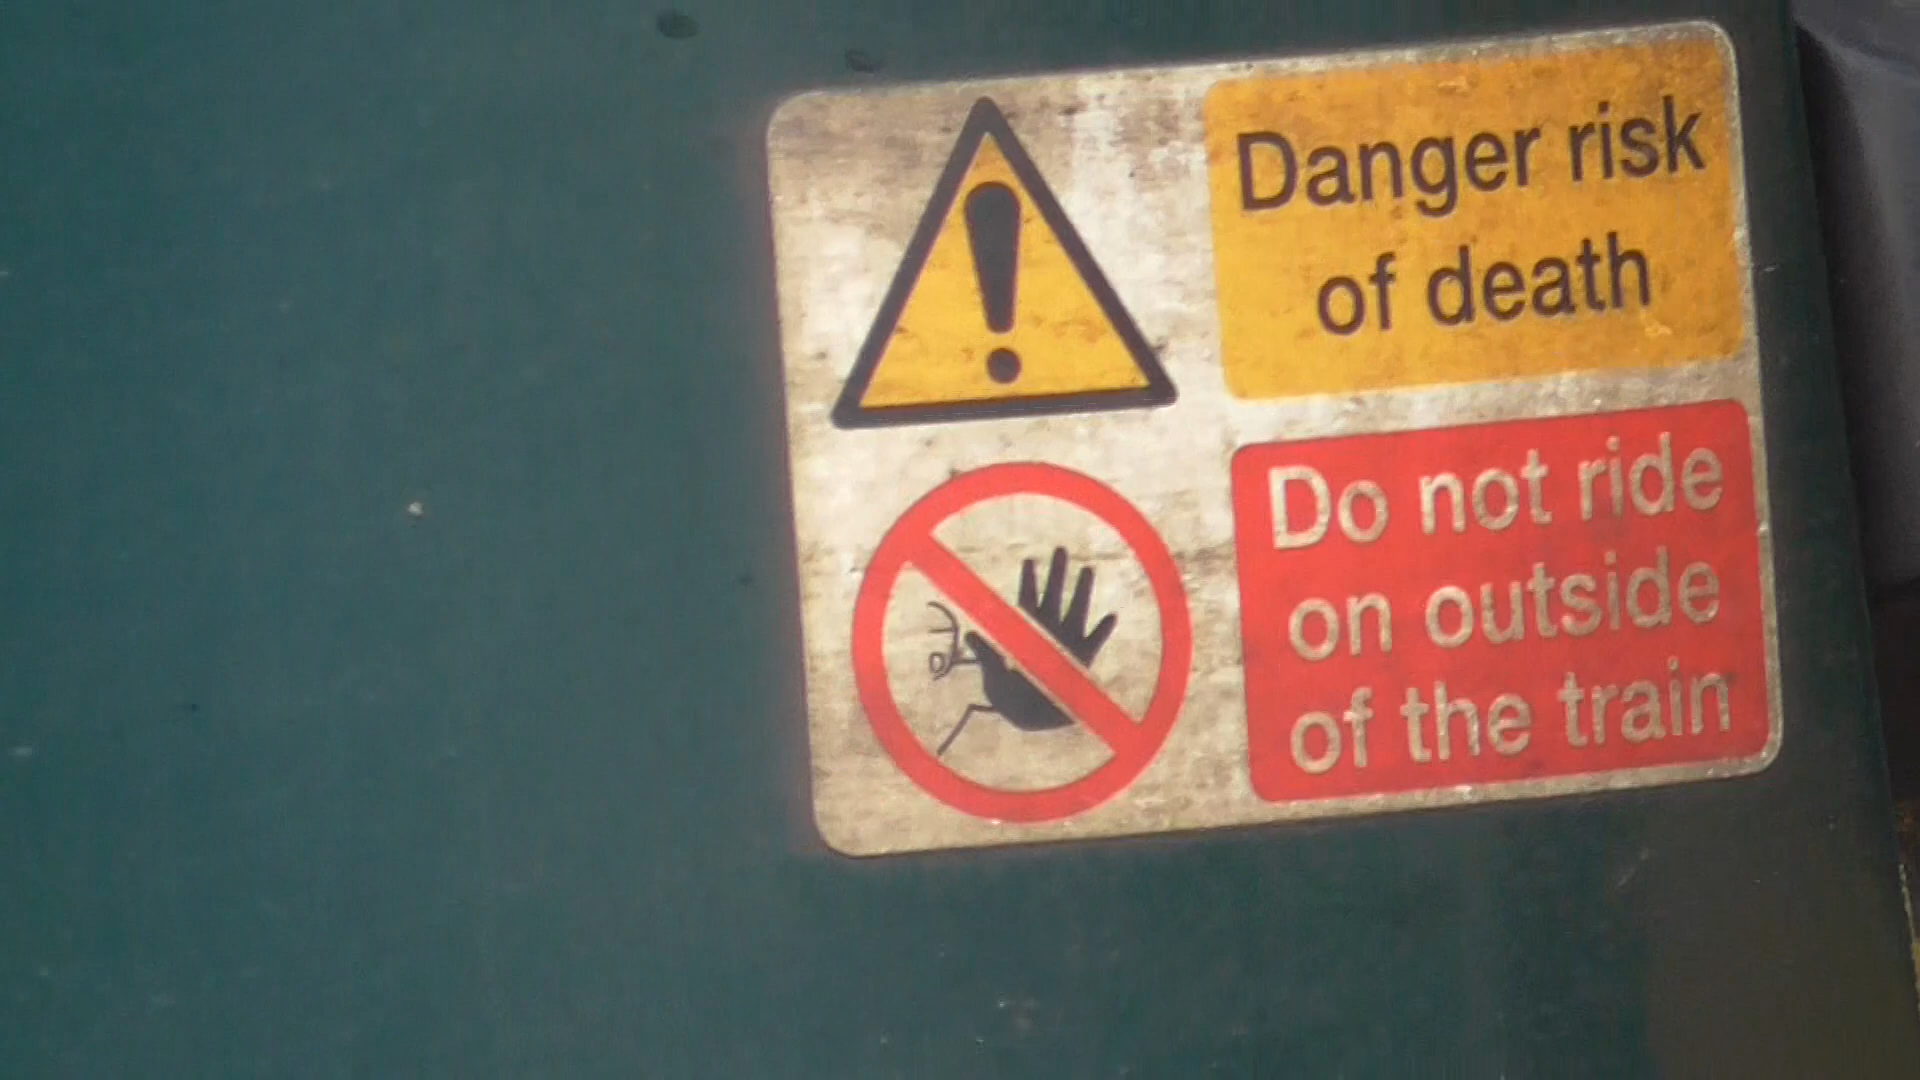 Danger risk
of death
Do not ride
on outside
of the train